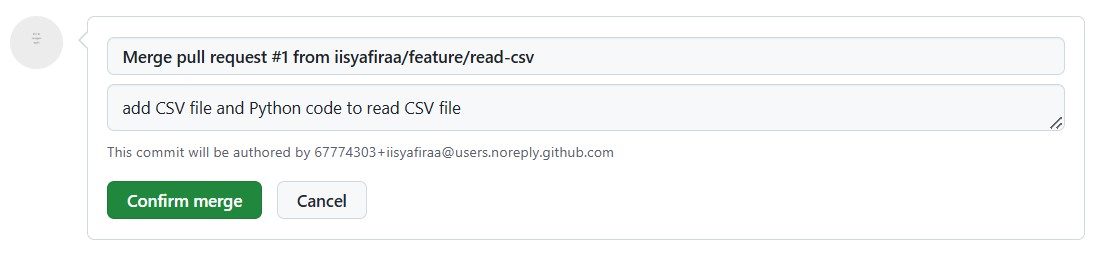 Merge pull request #1 from iisyafiraa/feature/read-csv
add CSV file and Python code to read CSV file
This commit will be authored by 67774303+iisyafiraa@users.noreply.github.com
Confirm merge
Cancel